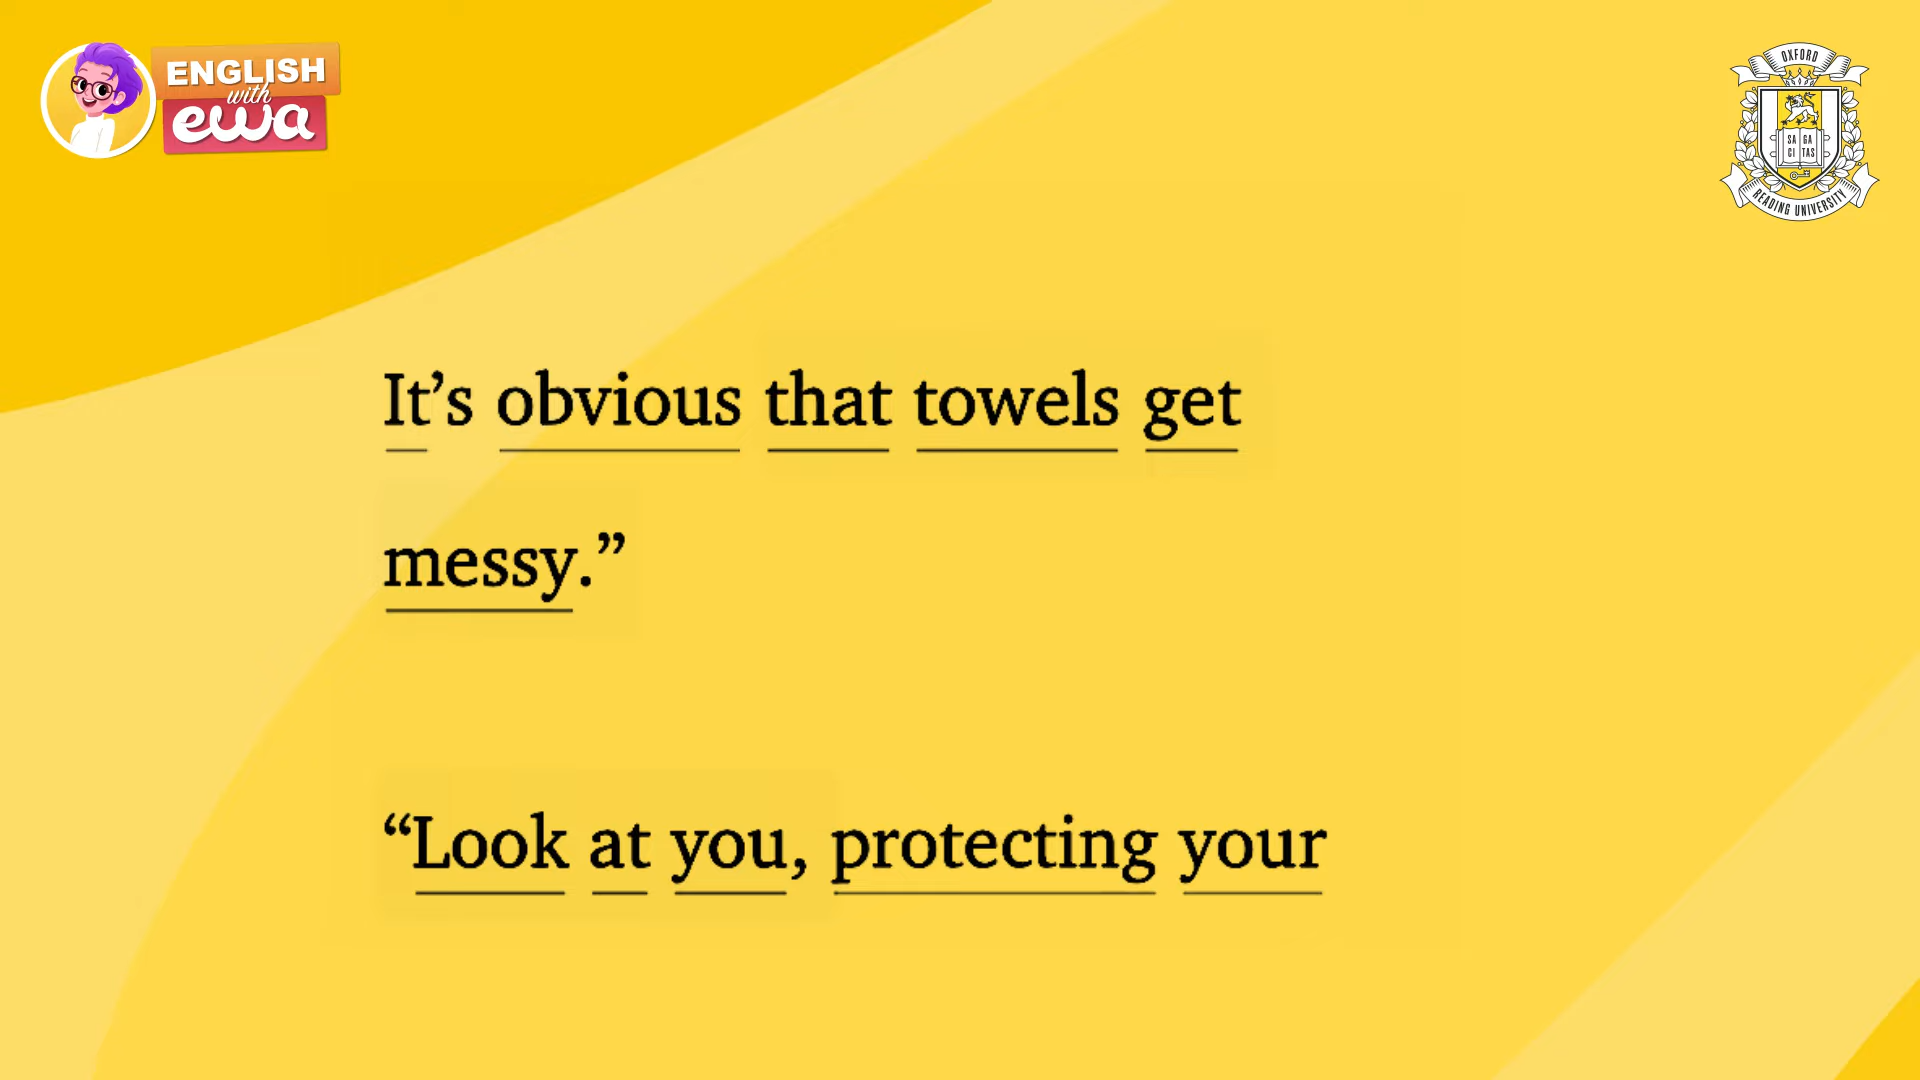 ENGLISH
with
ewa
OXFORD
SA GA
CI TAS
READING UNIVERSITY
It’s obvious that towels get
messy.”
“Look at you, protecting your